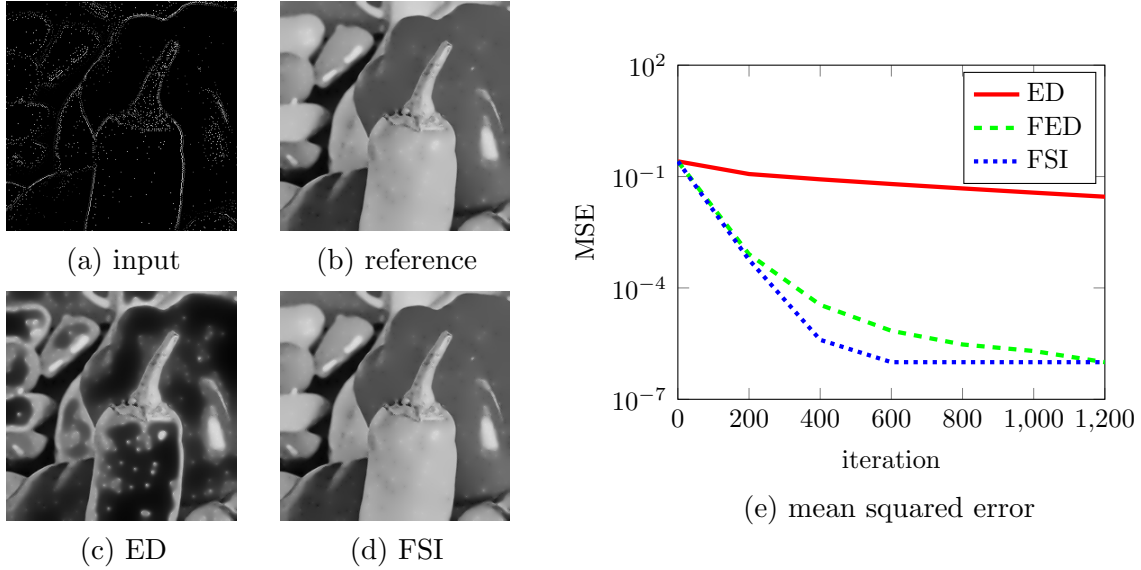 (a) input
(b) reference
(c) ED
(d) FSI
10^2
10^-1
10^-4
10^-7
MSE
0
200
400
600
800
1,000
1,200
iteration
ED
FED
FSI
(e) mean squared error